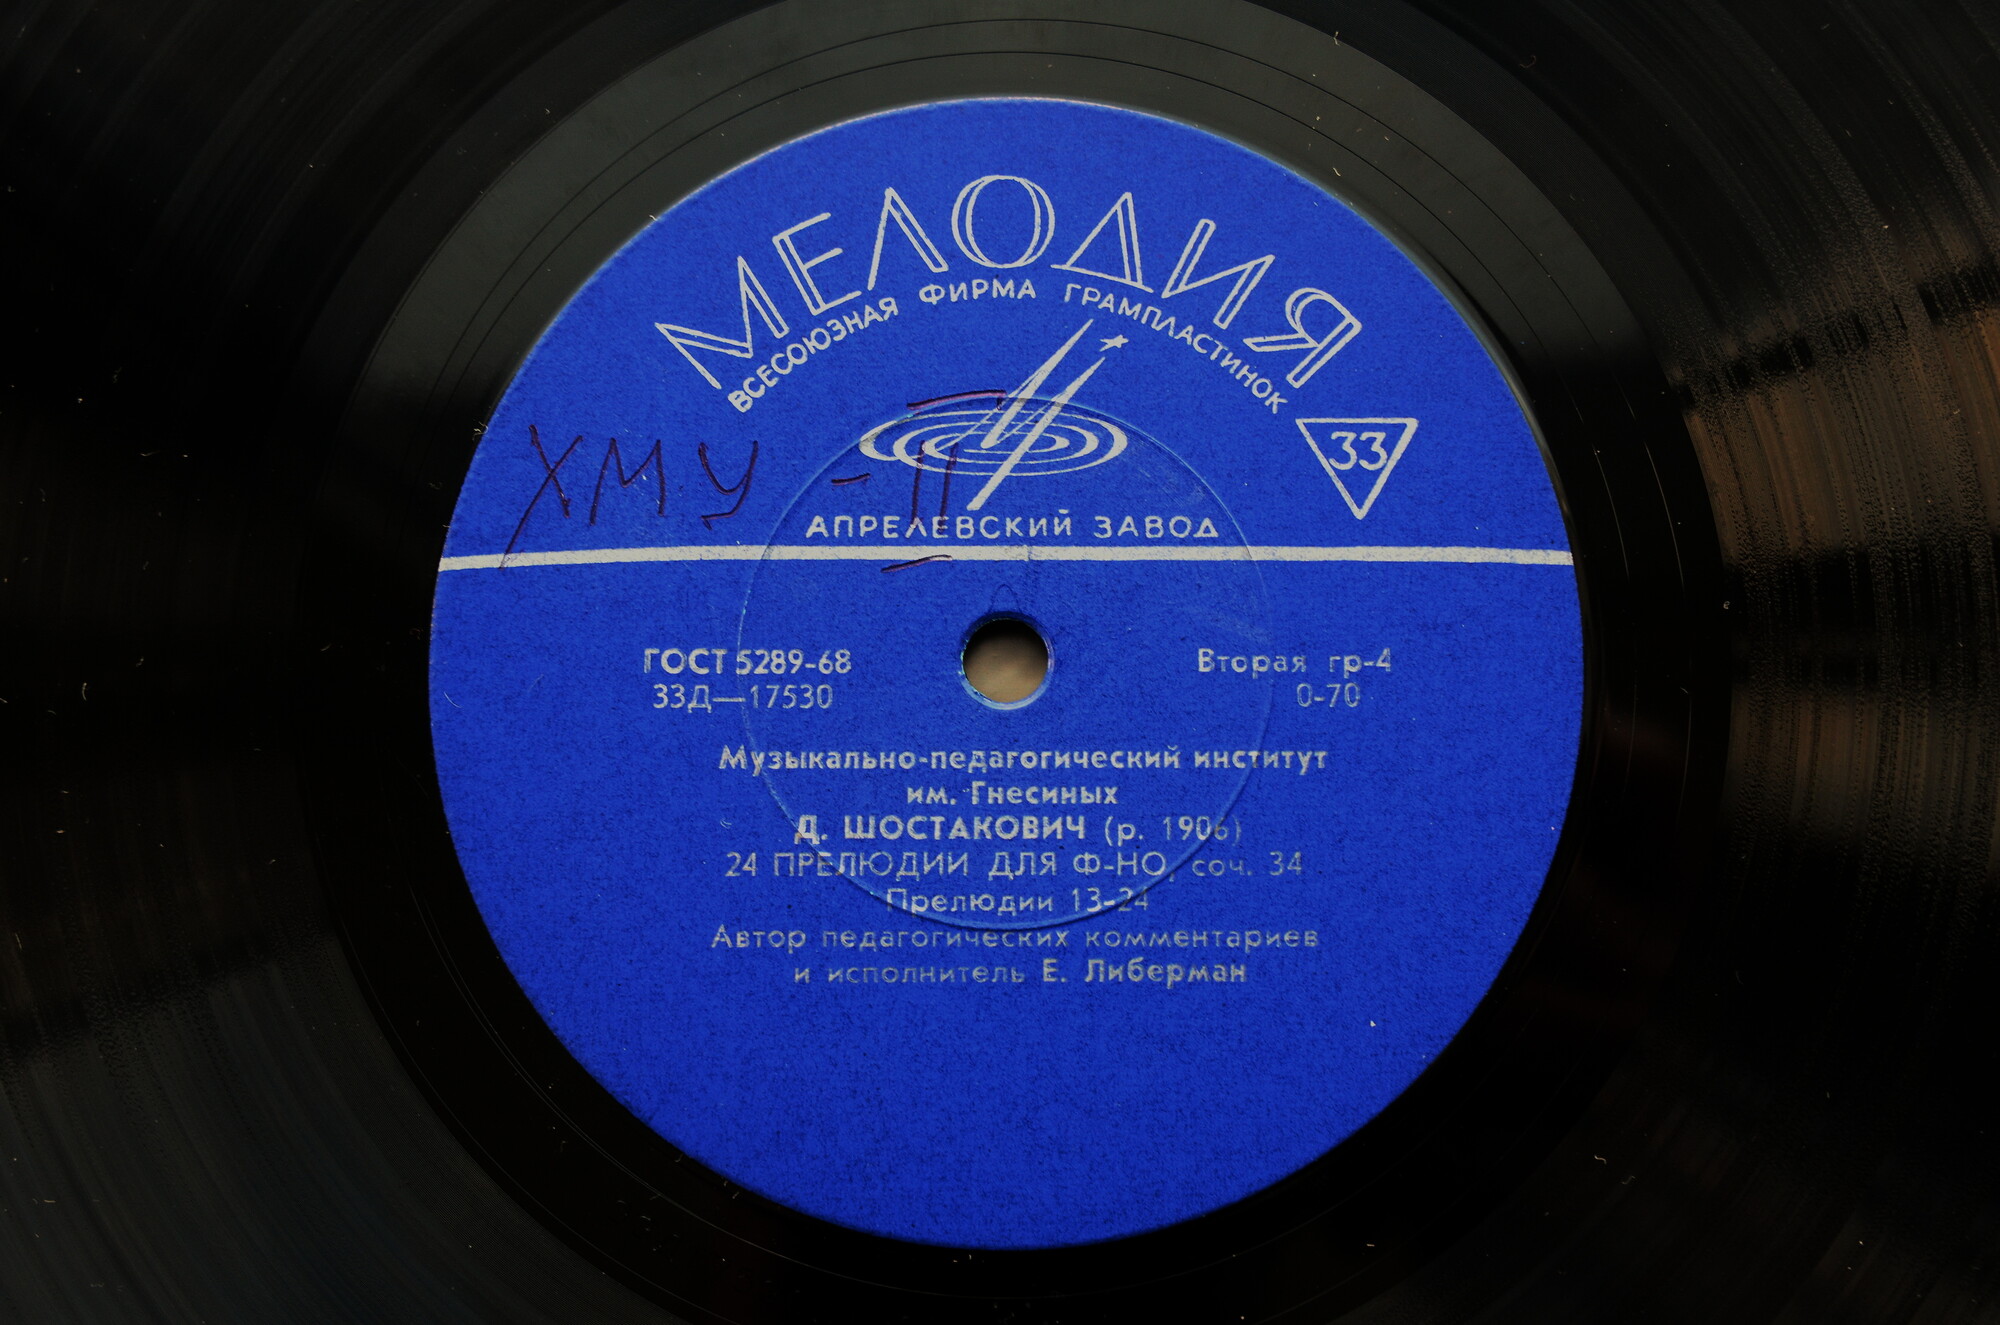 МЕЛОДИЯ
ВСЕСОЮЗНАЯ ФИРМА ГРАМПЛАСТИНОК
33
ХМУ - II
АПРЕЛЕВСКИЙ ЗАВОД
ГОСТ 5289-68
33Д—17530
Вторая гр-4
0-70
Музыкально-педагогический институт
им. Гнесиных
Д. ШОСТАКОВИЧ (р. 1906)
24 ПРЕЛЮДИИ ДЛЯ Ф-НО, соч. 34
Прелюдии 13-24
Автор педагогических комментариев
и исполнитель Е. Либерман